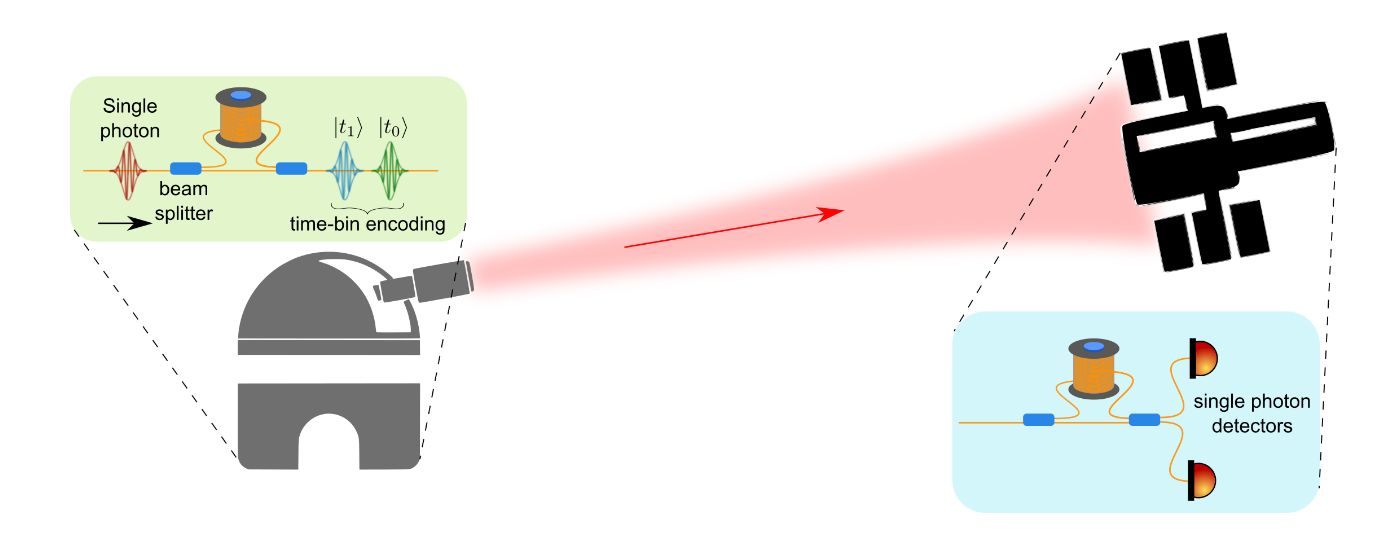 Single
photon
|t₁⟩ |t₀⟩
beam
splitter
time-bin encoding
single photon
detectors